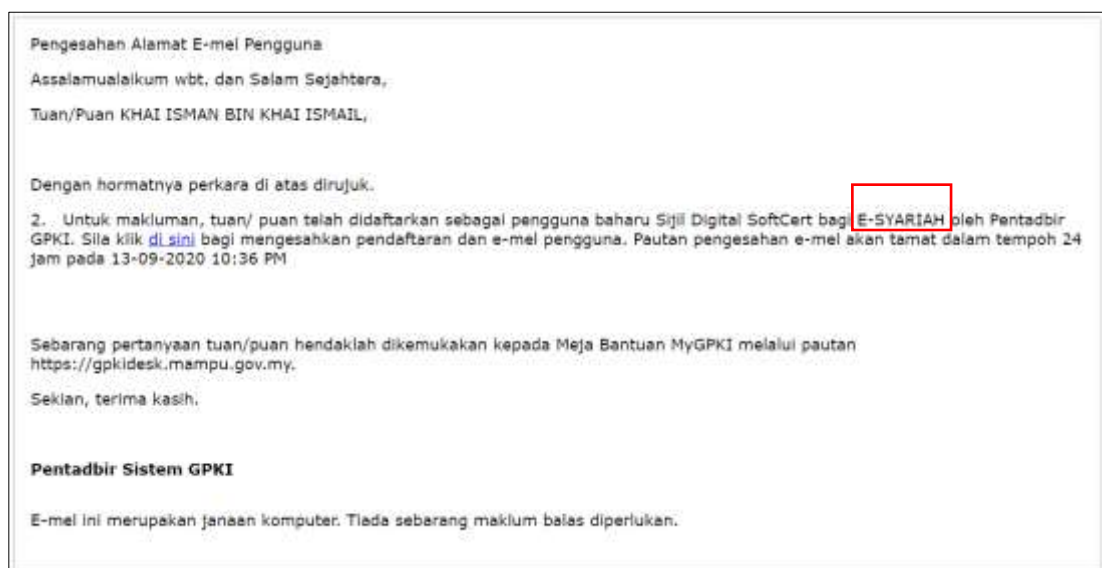 Pengesahan Alamat E-mel Pengguna
Assalamualaikum wbt. dan Salam Sejahtera,
Tuan/Puan KHAI ISMAN BIN KHAI ISMAIL,
Dengan hormatnya perkara di atas dirujuk.
2. Untuk makluman, tuan/ puan telah didaftarkan sebagai pengguna baharu Sijil Digital SoftCert bagi E-SYARIAH oleh Pentadbir
GPKI. Sila klik di sini bagi mengesahkan pendaftaran dan e-mel pengguna. Pautan pengesahan e-mel akan tamat dalam tempoh 24
jam pada 13-09-2020 10:36 PM
Sebarang pertanyaan tuan/puan hendaklah dikemukakan kepada Meja Bantuan MyGPKI melalui pautan
https://gpkidesk.mampu.gov.my.
Sekian, terima kasih.
Pentadbir Sistem GPKI
E-mel ini merupakan janaan komputer. Tiada sebarang maklum balas diperlukan.